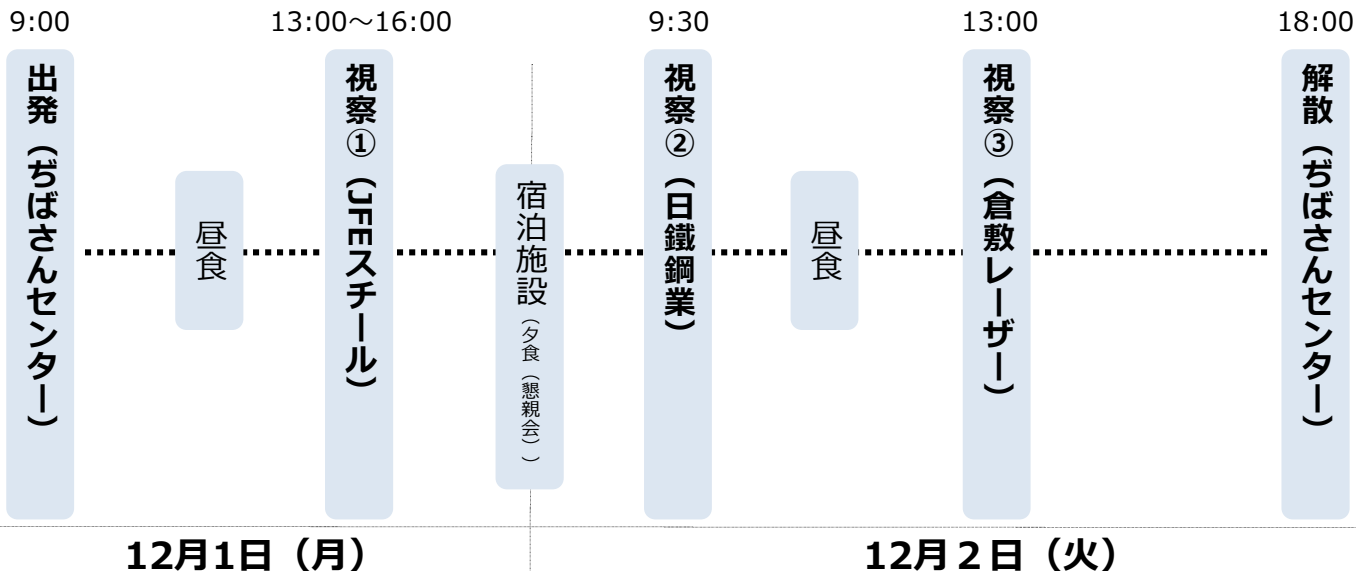 9:00
出発（ぢばさんセンター）
昼食
13:00～16:00
視察①（JFEスチール）
宿泊施設（夕食（懇親会））
9:30
視察②（日鐵鋼業）
昼食
13:00
視察③（倉敷レーザー）
18:00
解散（ぢばさんセンター）
12月1日（月）
12月２日（火）